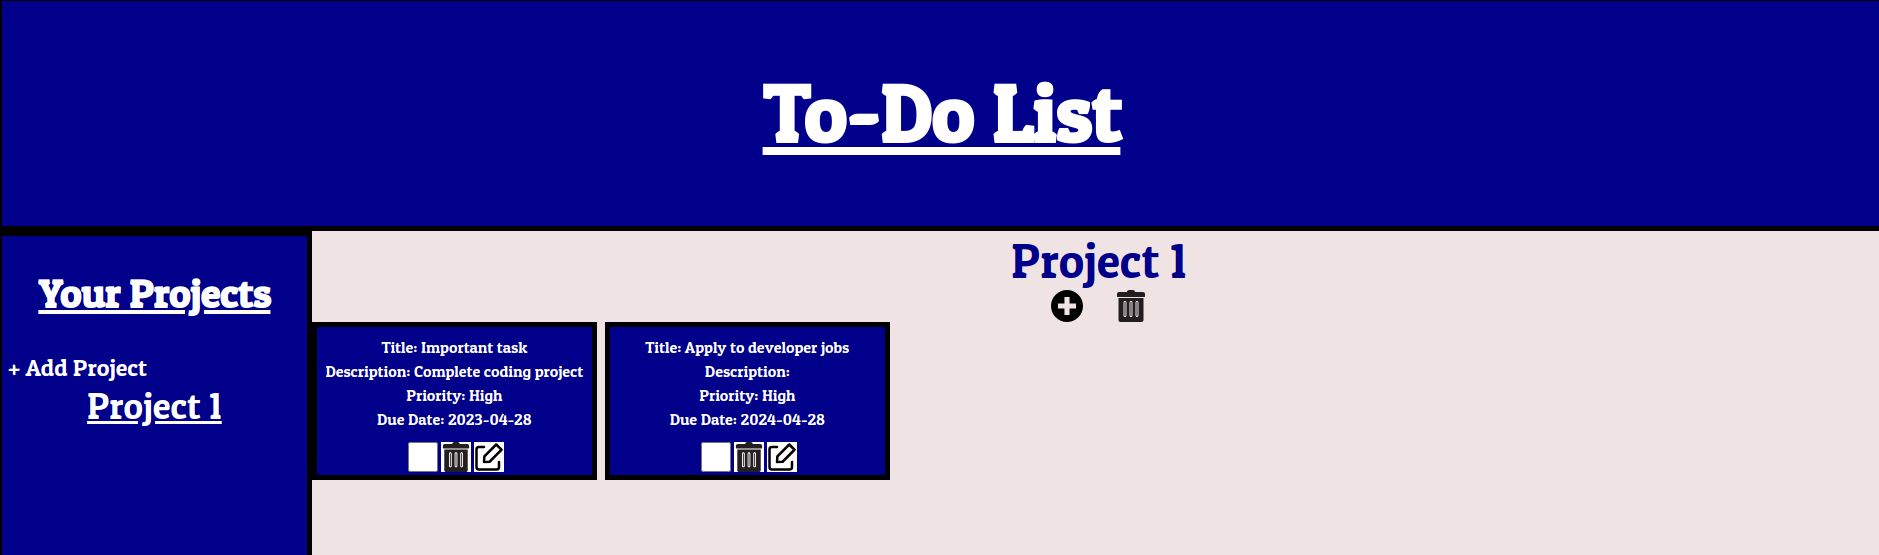 To-Do List
Your Projects
+ Add Project
Project 1
Project 1
Title: Important task
Description: Complete coding project
Priority: High
Due Date: 2023-04-28
Title: Apply to developer jobs
Description:
Priority: High
Due Date: 2024-04-28